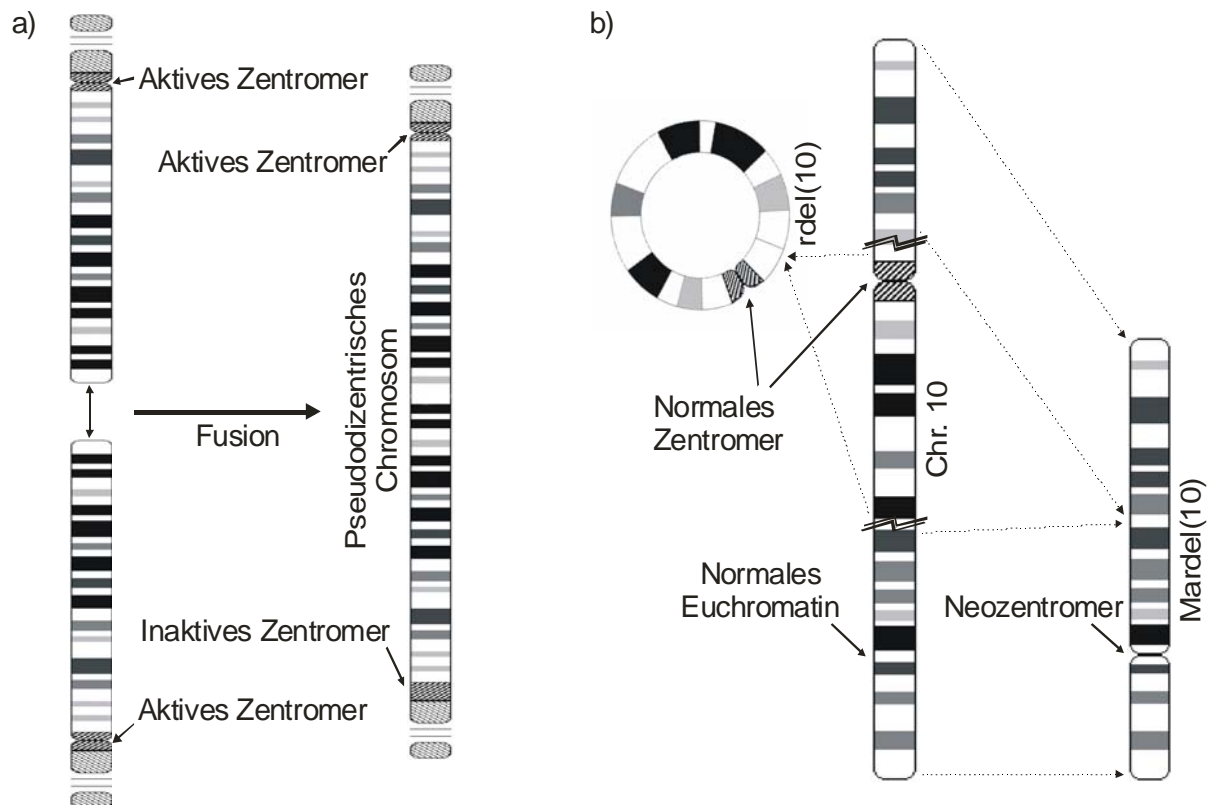 a)
Aktives Zentromer
Aktives Zentromer
Fusion
Pseudodizentrisches
Chromosom
Inaktives Zentromer
Aktives Zentromer
b)
rdel(10)
Normales
Zentromer
Chr. 10
Normales
Euchromatin
Neozentromer
Mardel(10)